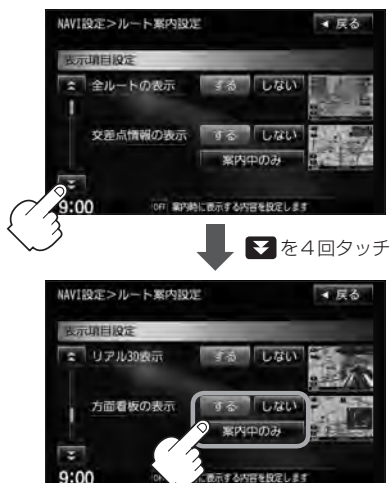 NAVI設定>ルート案内設定
戻る
表示項目設定
全ルートの表示 する しない
交差点情報の表示 する しない
案内中のみ
9:00 OFF 案内時に表示する内容を設定します
を4回タッチ
NAVI設定>ルート案内設定
戻る
表示項目設定
リアル3D表示 する しない
方面看板の表示 する しない
案内中のみ
9:00 に表示する内容を設定します